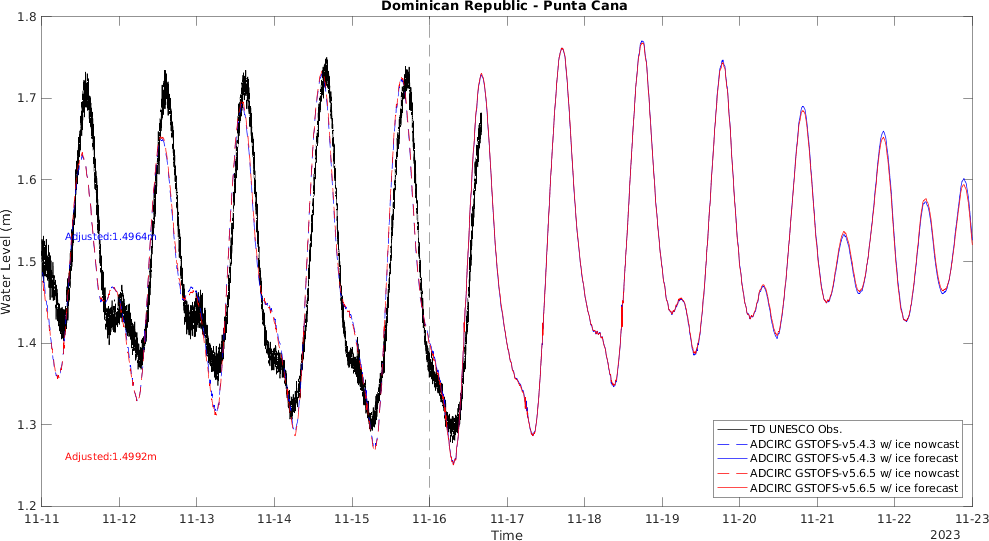 Dominican Republic - Punta Cana
1.8
1.7
1.6
1.5
1.4
1.3
1.2
Water Level (m)
Adjusted:1.4964m
Adjusted:1.4992m
TD UNESCO Obs.
ADCIRC GSTOFS-v5.4.3 w/ ice nowcast
ADCIRC GSTOFS-v5.4.3 w/ ice forecast
ADCIRC GSTOFS-v5.6.5 w/ ice nowcast
ADCIRC GSTOFS-v5.6.5 w/ ice forecast
11-11 11-12 11-13 11-14 11-15 11-16 11-17 11-18 11-19 11-20 11-21 11-22 11-23
Time
2023